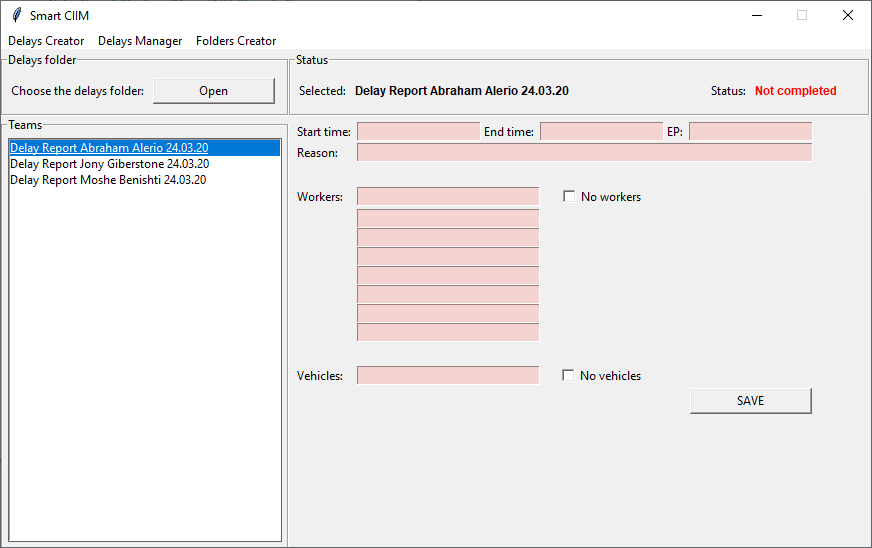 Smart CIIM
Delays Creator Delays Manager Folders Creator
Delays folder
Choose the delays folder: Open
Status
Selected: Delay Report Abraham Alerio 24.03.20 Status: Not completed
Teams
Delay Report Abraham Alerio 24.03.20
Delay Report Jony Giberstone 24.03.20
Delay Report Moshe Benishti 24.03.20
Start time: End time: EP:
Reason:
Workers: No workers
Vehicles: No vehicles
SAVE